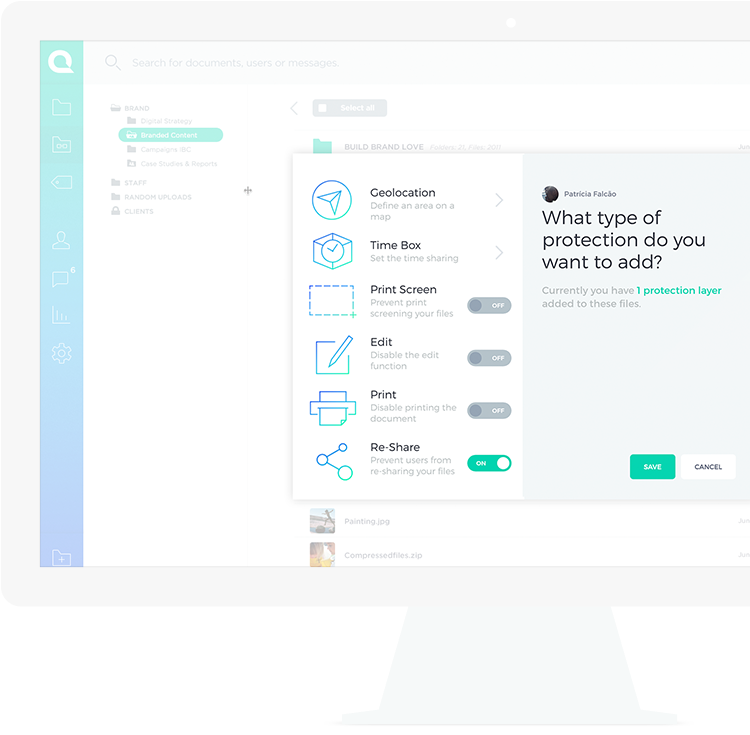 Search for documents, users or messages.
6
BRAND
Digital Strategy
Branded Contant
Campaigns :BC
Case Studies & Reports
STAFF
RANDOM UPLOADS
CLIENTS
Select all
BUILD BRAND LOVE Folders: 21, Files: 2011
Geolocation
Define an area on a
map
Time Box
Set the time sharing
Print Screen
Prevent print
screening your files
OFF
Edit
Disable the edit
function
OFF
Print
Disable printing the
document
OFF
Re-Share
Prevent users from
re-sharing your files
ON
Patrícia Falcão
What type of
protection do you
want to add?
Currently you have 1 protection layer
added to these files.
SAVE
CANCEL
Painting.jpg
Compressedfiles.zip